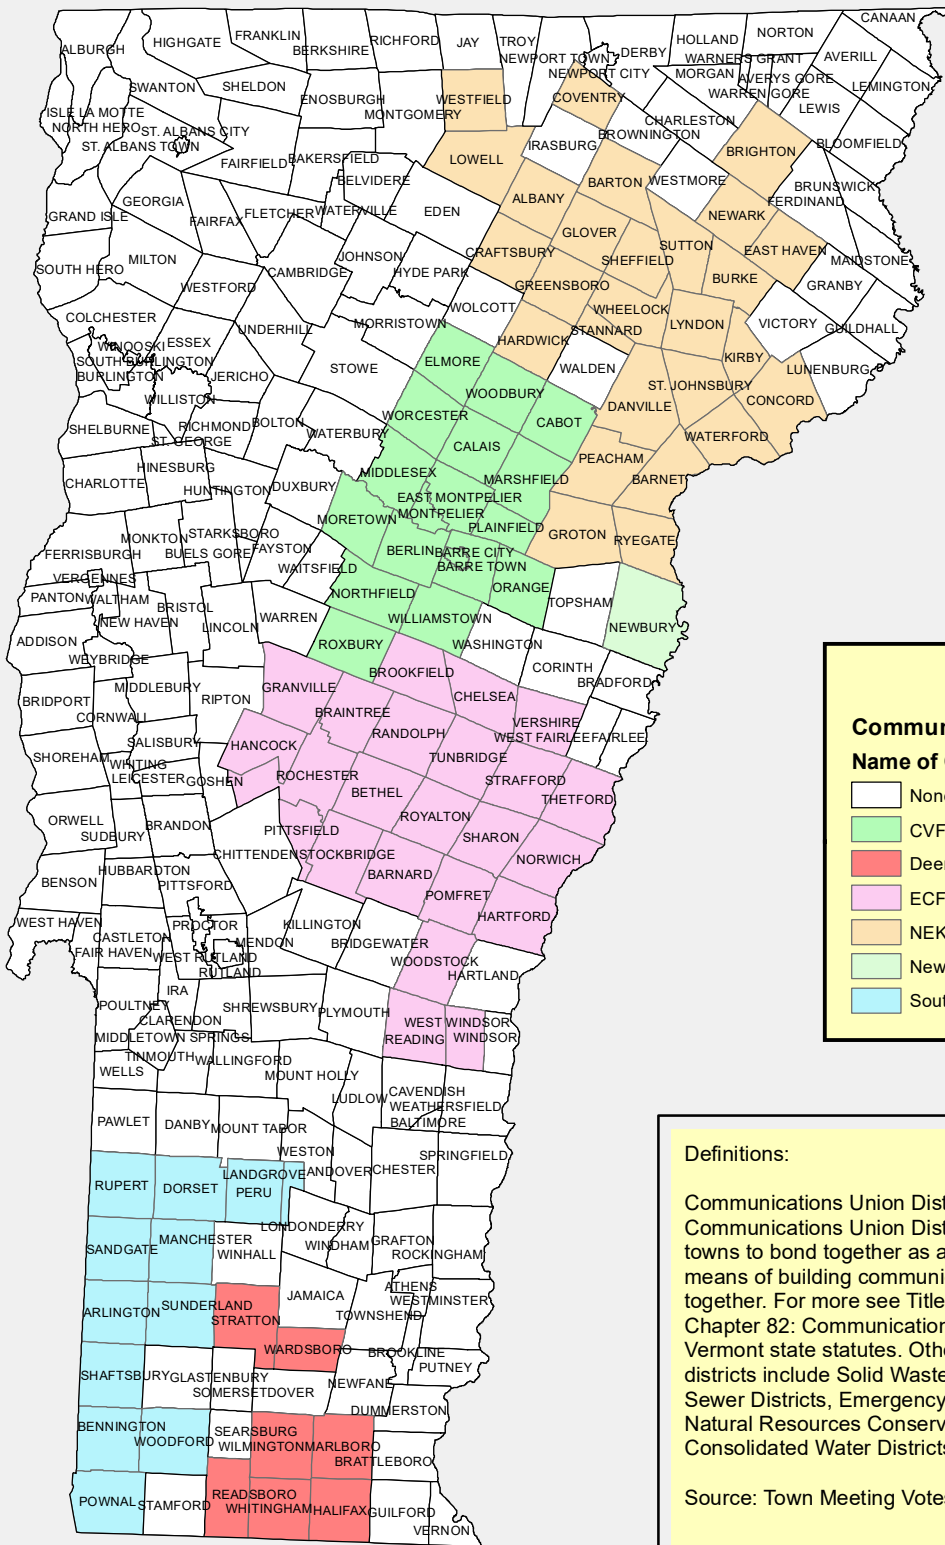 CANAAN
FRANKLIN
NORTON
HIGHGATE
RICHFORD
JAY
TROY
HOLLAND
ALBURGH
BERKSHIRE
DERBY
AVERILL
NEWPORT TOWN
WARNERS GRANT
NEWPORT CITY
MORGAN
AVERYS GORE
SWANTON
SHELDON
LEMINGTON
WARREN GORE
ENOSBURGH
WESTFIELD
COVENTRY
LEWIS
ISLE LA MOTTE
MONTGOMERY
CHARLESTON
NORTH HERO
ST. ALBANS CITY
BROWNINGTON
ST. ALBANS TOWN
IRASBURG
BLOOMFIELD
FAIRFIELD
BAKERSFIELD
LOWELL
BRIGHTON
BELVIDERE
BARTON
WESTMORE
BRUNSWICK
GEORGIA
ALBANY
FERDINAND
GRAND ISLE
FAIRFAX
FLETCHER
WATERVILLE
EDEN
NEWARK
GLOVER
SUTTON
EAST HAVEN
MILTON
JOHNSON
CRAFTSBURY
SHEFFIELD
MAIDSTONE
SOUTH HERO
CAMBRIDGE
HYDE PARK
BURKE
WESTFORD
GREENSBORO
GRANBY
WOLCOTT
WHEELOCK
COLCHESTER
MORRISTOWN
LYNDON
VICTORY
UNDERHILL
STANNARD
GUILDHALL
WINOOSKI
ESSEX
HARDWICK
SOUTH BURLINGTON
ELMORE
KIRBY
BURLINGTON
JERICHO
STOWE
WALDEN
LUNENBURG
WOODBURY
ST. JOHNSBURY
WILLISTON
DANVILLE
CONCORD
WORCESTER
CABOT
SHELBURNE
RICHMOND
BOLTON
WATERBURY
WATERFORD
ST. GEORGE
CALAIS
HINESBURG
MIDDLESEX
PEACHAM
CHARLOTTE
HUNTINGTON
DUXBURY
MARSHFIELD
BARNET
EAST MONTPELIER
MORETOWN
MONTPELIER
PLAINFIELD
STARKSBORO
GROTON
MONKTON
RYEGATE
FERRISBURGH
BUELS GORE
FAYSTON
BERLIN
BARRE CITY
WAITSFIELD
BARRE TOWN
VERGENNES
ORANGE
PANTON
WALTHAM
BRISTOL
NORTHFIELD
TOPSHAM
NEW HAVEN
LINCOLN
WARREN
WILLIAMSTOWN
NEWBURY
ADDISON
ROXBURY
WASHINGTON
WEYBRIDGE
BROOKFIELD
CORINTH
MIDDLEBURY
GRANVILLE
BRADFORD
BRIDPORT
RIPTON
CHELSEA
CORNWALL
BRAINTREE
VERSHIRE
RANDOLPH
WEST FAIRLEE
FAIRLEE
SALISBURY
HANCOCK
SHOREHAM
TUNBRIDGE
WHITING
LEICESTER
GOSHEN
ROCHESTER
STRAFFORD
BETHEL
THETFORD
ORWELL
BRANDON
ROYALTON
SUDBURY
PITTSFIELD
SHARON
CHITTENDEN
STOCKBRIDGE
NORWICH
HUBBARDTON
BARNARD
BENSON
PITTSFORD
POMFRET
HARTFORD
WEST HAVEN
PROCTOR
KILLINGTON
CASTLETON
MENDON
BRIDGEWATER
FAIR HAVEN
WEST RUTLAND
WOODSTOCK
RUTLAND
HARTLAND
IRA
POULTNEY
SHREWSBURY
PLYMOUTH
CLARENDON
WEST WINDSOR
MIDDLETOWN SPRINGS
READING
WINDSOR
TINMOUTH
WALLINGFORD
WELLS
MOUNT HOLLY
CAVENDISH
LUDLOW
WEATHERSFIELD
PAWLET
DANBY
MOUNT TABOR
BALTIMORE
WESTON
SPRINGFIELD
LANDGROVE
ANDOVER
CHESTER
RUPERT
DORSET
PERU
LONDONDERRY
MANCHESTER
GRAFTON
SANDGATE
WINHALL
WINDHAM
ROCKINGHAM
ATHENS
JAMAICA
WESTMINSTER
ARLINGTON
SUNDERLAND
TOWNSHEND
STRATTON
WARDSBORO
BROOKLINE
PUTNEY
SHAFTSBURY
GLASTENBURY
NEWFANE
SOMERSET
DOVER
DUMMERSTON
BENNINGTON
SEARSBURG
WOODFORD
WILMINGTON
MARLBORO
BRATTLEBORO
READSBORO
POWNAL
STAMFORD
WHITINGHAM
HALIFAX
GUILFORD
VERNON
Commun
Name of
Non
CVF
Deer
ECF
NEK
New
Sout
Definitions:
Communications Union Dist
Communications Union Dist
towns to bond together as a
means of building communi
together. For more see Title
Chapter 82: Communication
Vermont state statutes. Othe
districts include Solid Waste
Sewer Districts, Emergency
Natural Resources Conserv
Consolidated Water Districts
Source: Town Meeting Votes